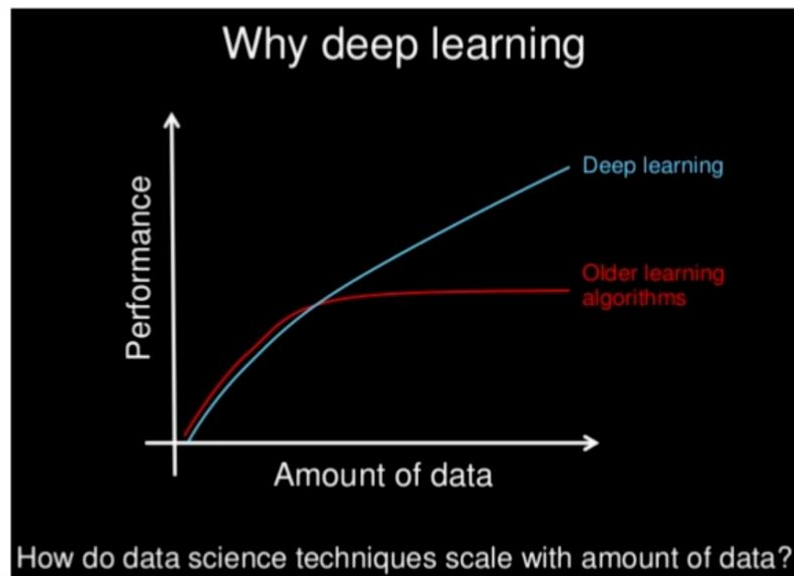 Why deep learning
Performance
Deep learning
Older learning
algorithms
Amount of data
How do data science techniques scale with amount of data?